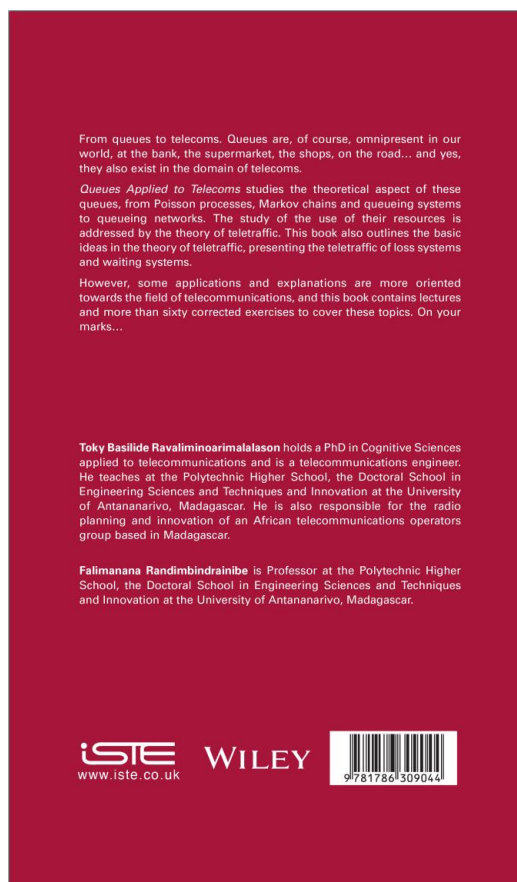 From queues to telecoms. Queues are, of course, omnipresent in our
world, at the bank, the supermarket, the shops, on the road… and yes,
they also exist in the domain of telecoms.
Queues Applied to Telecoms studies the theoretical aspect of these
queues, from Poisson processes, Markov chains and queueing systems
to queueing networks. The study of the use of their resources is
addressed by the theory of teletraffic. This book also outlines the basic
ideas in the theory of teletraffic, presenting the teletraffic of loss systems
and waiting systems.
However, some applications and explanations are more oriented
towards the field of telecommunications, and this book contains lectures
and more than sixty corrected exercises to cover these topics. On your
marks…
Toky Basilide Ravaliminoarimalalason holds a PhD in Cognitive Sciences
applied to telecommunications and is a telecommunications engineer.
He teaches at the Polytechnic Higher School, the Doctoral School in
Engineering Sciences and Techniques and Innovation at the University
of Antananarivo, Madagascar. He is also responsible for the radio
planning and innovation of an African telecommunications operators
group based in Madagascar.
Falimanana Randimbindrainibe is Professor at the Polytechnic Higher
School, the Doctoral School in Engineering Sciences and Techniques
and Innovation at the University of Antananarivo, Madagascar.
iSTE
www.iste.co.uk
WILEY
9 781786 309044